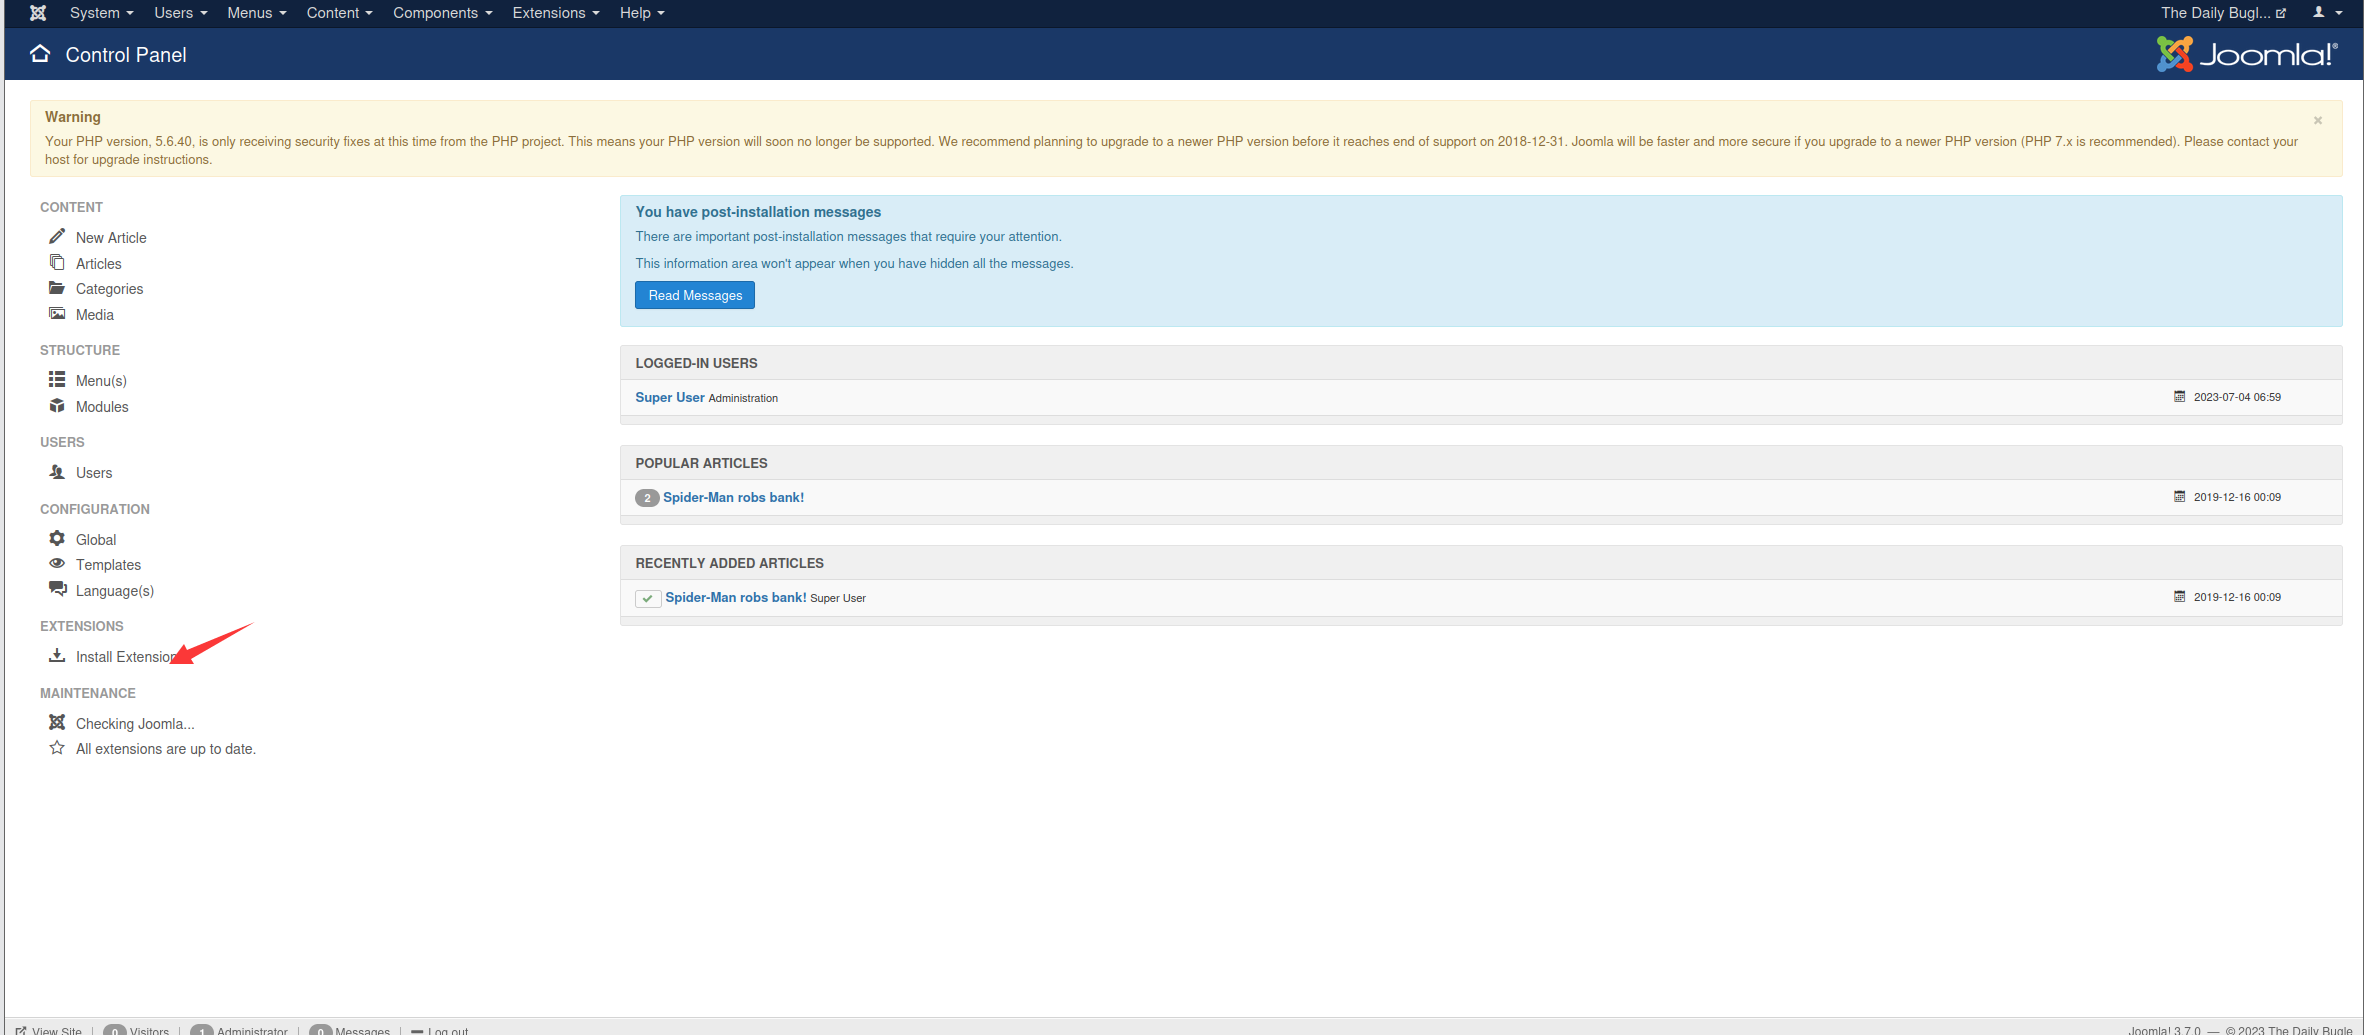 System Users Menus Content Components Extensions Help The Daily Bugl...
Control Panel Joomla!®
Warning
×
Your PHP version, 5.6.40, is only receiving security fixes at this time from the PHP project. This means your PHP version will soon no longer be supported. We recommend planning to upgrade to a newer PHP version before it reaches end of support on 2018-12-31. Joomla will be faster and more secure if you upgrade to a newer PHP version (PHP 7.x is recommended). Please contact your
host for upgrade instructions.
CONTENT
New Article
Articles
Categories
Media
STRUCTURE
Menu(s)
Modules
USERS
Users
CONFIGURATION
Global
Templates
Language(s)
EXTENSIONS
Install Extension
MAINTENANCE
Checking Joomla...
All extensions are up to date.
You have post-installation messages
There are important post-installation messages that require your attention.
This information area won't appear when you have hidden all the messages.
Read Messages
LOGGED-IN USERS
Super User Administration 2023-07-04 06:59
POPULAR ARTICLES
2 Spider-Man robs bank! 2019-12-16 00:09
RECENTLY ADDED ARTICLES
Spider-Man robs bank! Super User 2019-12-16 00:09
View Site 0 Visitors 1 Administrator 0 Messages Log out Joomla! 3.7.0 — © 2023 The Daily Bugle